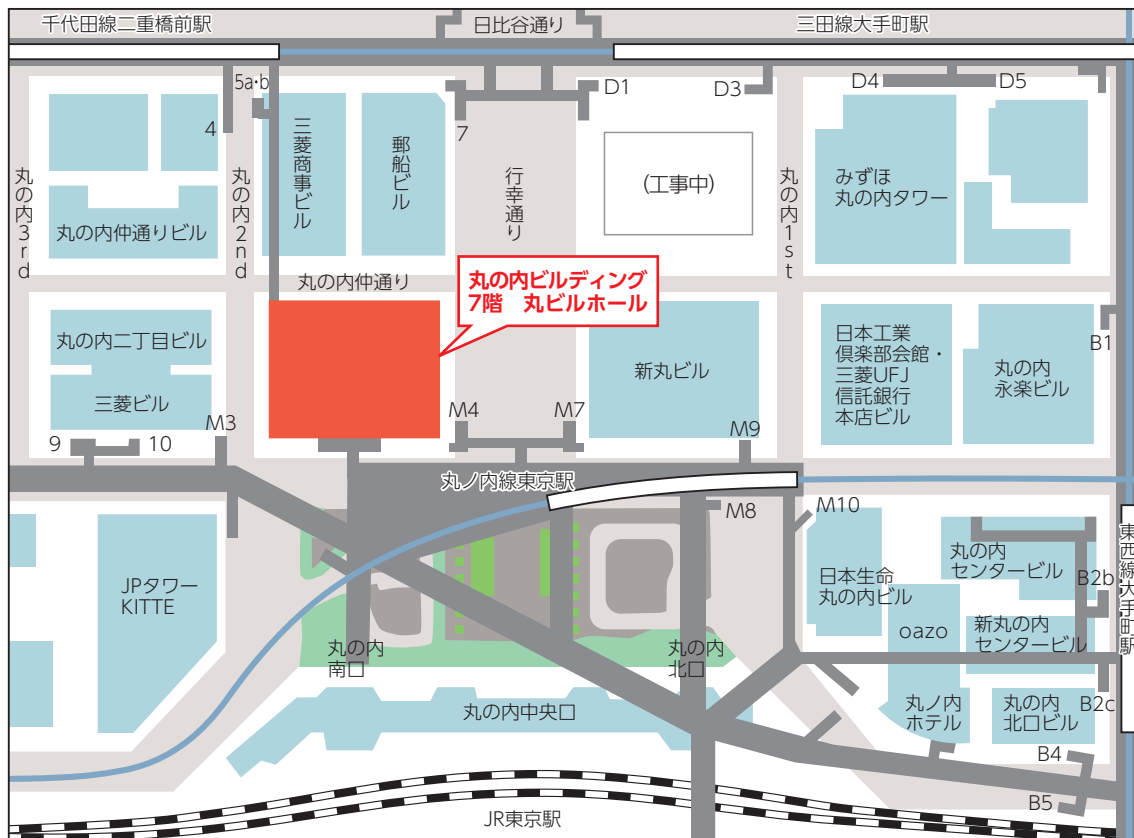 千代田線二重橋前駅
日比谷通り
三田線大手町駅
5a・b
4
7
D1
D3
D4
D5
三菱商事ビル
郵船ビル
行幸通り
(工事中)
丸の内1st
みずほ
丸の内タワー
丸の内3rd
丸の内仲通りビル
丸の内2nd
丸の内仲通り
丸の内ビルディング
7階 丸ビルホール
丸の内二丁目ビル
三菱ビル
新丸ビル
日本工業
倶楽部会館・
三菱UFJ
信託銀行
本店ビル
丸の内
永楽ビル
B1
9
10
M3
M4
M7
M9
丸ノ内線東京駅
M8
M10
JPタワー
KITTE
日本生命
丸の内ビル
丸の内
センタービル
B2b
東西線大手町駅
oazo
新丸の内
センタービル
丸の内
南口
丸の内
北口
丸の内中央口
丸ノ内
ホテル
丸の内
北口ビル
B2c
B4
B5
JR東京駅